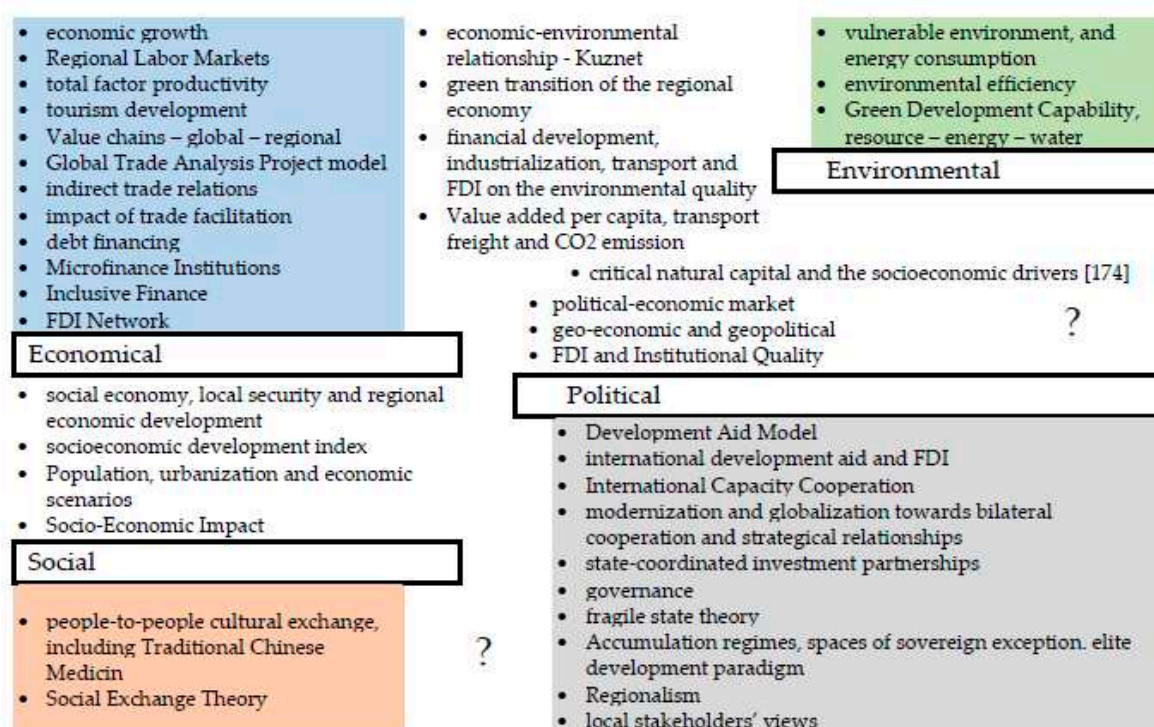 • economic growth
• Regional Labor Markets
• total factor productivity
• tourism development
• Value chains – global – regional
• Global Trade Analysis Project model
• indirect trade relations
• impact of trade facilitation
• debt financing
• Microfinance Institutions
• Inclusive Finance
• FDI Network
Economical
• economic-environmental
relationship - Kuznet
• green transition of the regional
economy
• financial development,
industrialization, transport and
FDI on the environmental quality
• Value added per capita, transport
freight and CO2 emission
• vulnerable environment, and
energy consumption
• environmental efficiency
• Green Development Capability,
resource – energy – water
Environmental
• critical natural capital and the socioeconomic drivers [174]
• political-economic market
• geo-economic and geopolitical
• FDI and Institutional Quality
?
Political
• social economy, local security and regional
economic development
• socioeconomic development index
• Population, urbanization and economic
scenarios
• Socio-Economic Impact
Social
• people-to-people cultural exchange,
including Traditional Chinese
Medicin
• Social Exchange Theory
?
• Development Aid Model
• international development aid and FDI
• International Capacity Cooperation
• modernization and globalization towards bilateral
cooperation and strategical relationships
• state-coordinated investment partnerships
• governance
• fragile state theory
• Accumulation regimes, spaces of sovereign exception. elite
development paradigm
• Regionalism
• local stakeholders' views